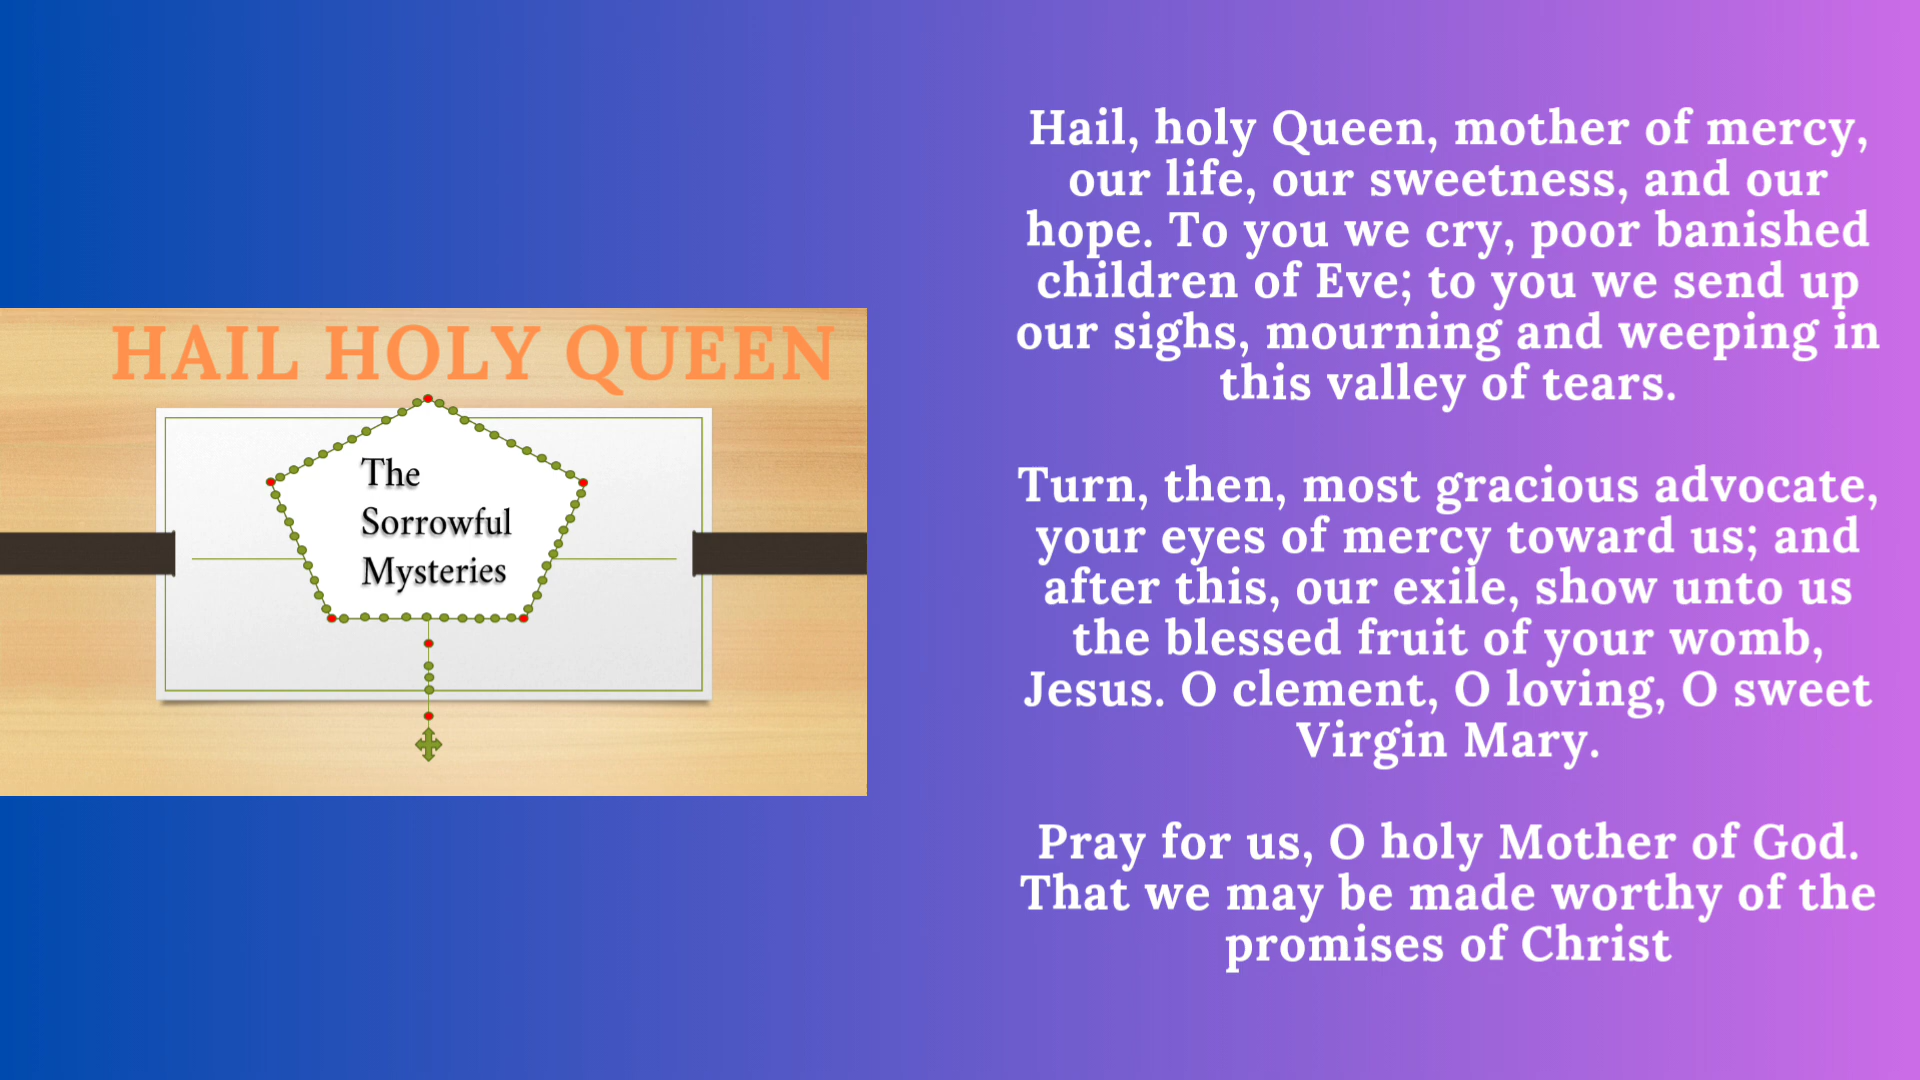 HAIL HOLY QUEEN
The
Sorrowful
Mysteries
Hail, holy Queen, mother of mercy,
our life, our sweetness, and our
hope. To you we cry, poor banished
children of Eve; to you we send up
our sighs, mourning and weeping in
this valley of tears.
Turn, then, most gracious advocate,
your eyes of mercy toward us; and
after this, our exile, show unto us
the blessed fruit of your womb,
Jesus. O clement, O loving, O sweet
Virgin Mary.
Pray for us, O holy Mother of God.
That we may be made worthy of the
promises of Christ